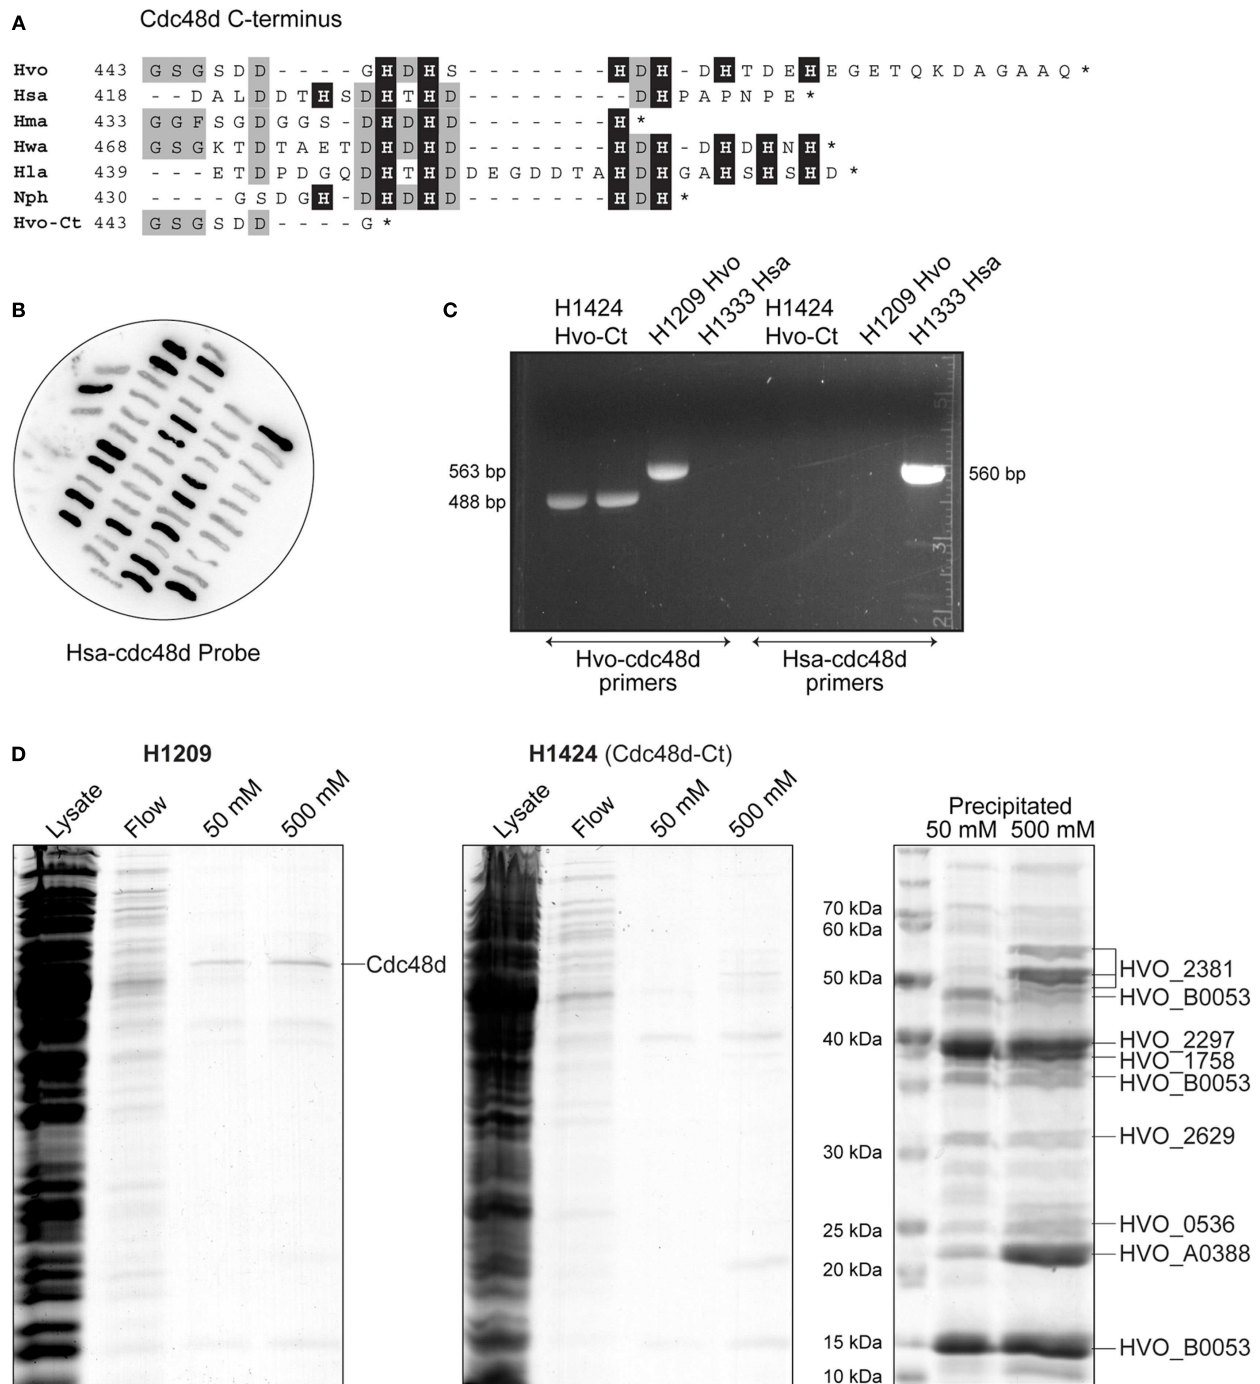 A
Cdc48d C-terminus
Hvo 443 G S G S D D - - - - G H D H S - - - - - - - H D H - D H T D E H E G E T Q K D A G A A Q *
Hsa 418 - - D A L D D T H S D H T H D - - - - - - - - D H P A P N P E *
Hma 433 G G F S G D G G S - D H D H D - - - - - - - H *
Hwa 468 G S G K T D T A E T D H D H D - - - - - - - H D H - D H D H N H *
Hla 439 - - - E T D P D G Q D H T H D D E G D D T A H D H G A H S H S H D *
Nph 430 - - - - G S D G H - D H D H D - - - - - - - H D H *
Hvo-Ct 443 G S G S D D - - - - G *
B
Hsa-cdc48d Probe
C
H1424 Hvo-Ct
H1209 Hvo
H1333 Hsa
H1424 Hvo-Ct
H1209 Hvo
H1333 Hsa
563 bp
488 bp
560 bp
5
3
2
Hvo-cdc48d primers
Hsa-cdc48d primers
D
H1209
Lysate
Flow
50 mM
500 mM
Cdc48d
H1424 (Cdc48d-Ct)
Lysate
Flow
50 mM
500 mM
Precipitated
50 mM 500 mM
70 kDa
60 kDa
50 kDa
40 kDa
30 kDa
25 kDa
20 kDa
15 kDa
10 kDa
HVO_2381
HVO_B0053
HVO_2297
HVO_1758
HVO_B0053
HVO_2629
HVO_0536
HVO_A0388
HVO_B0053